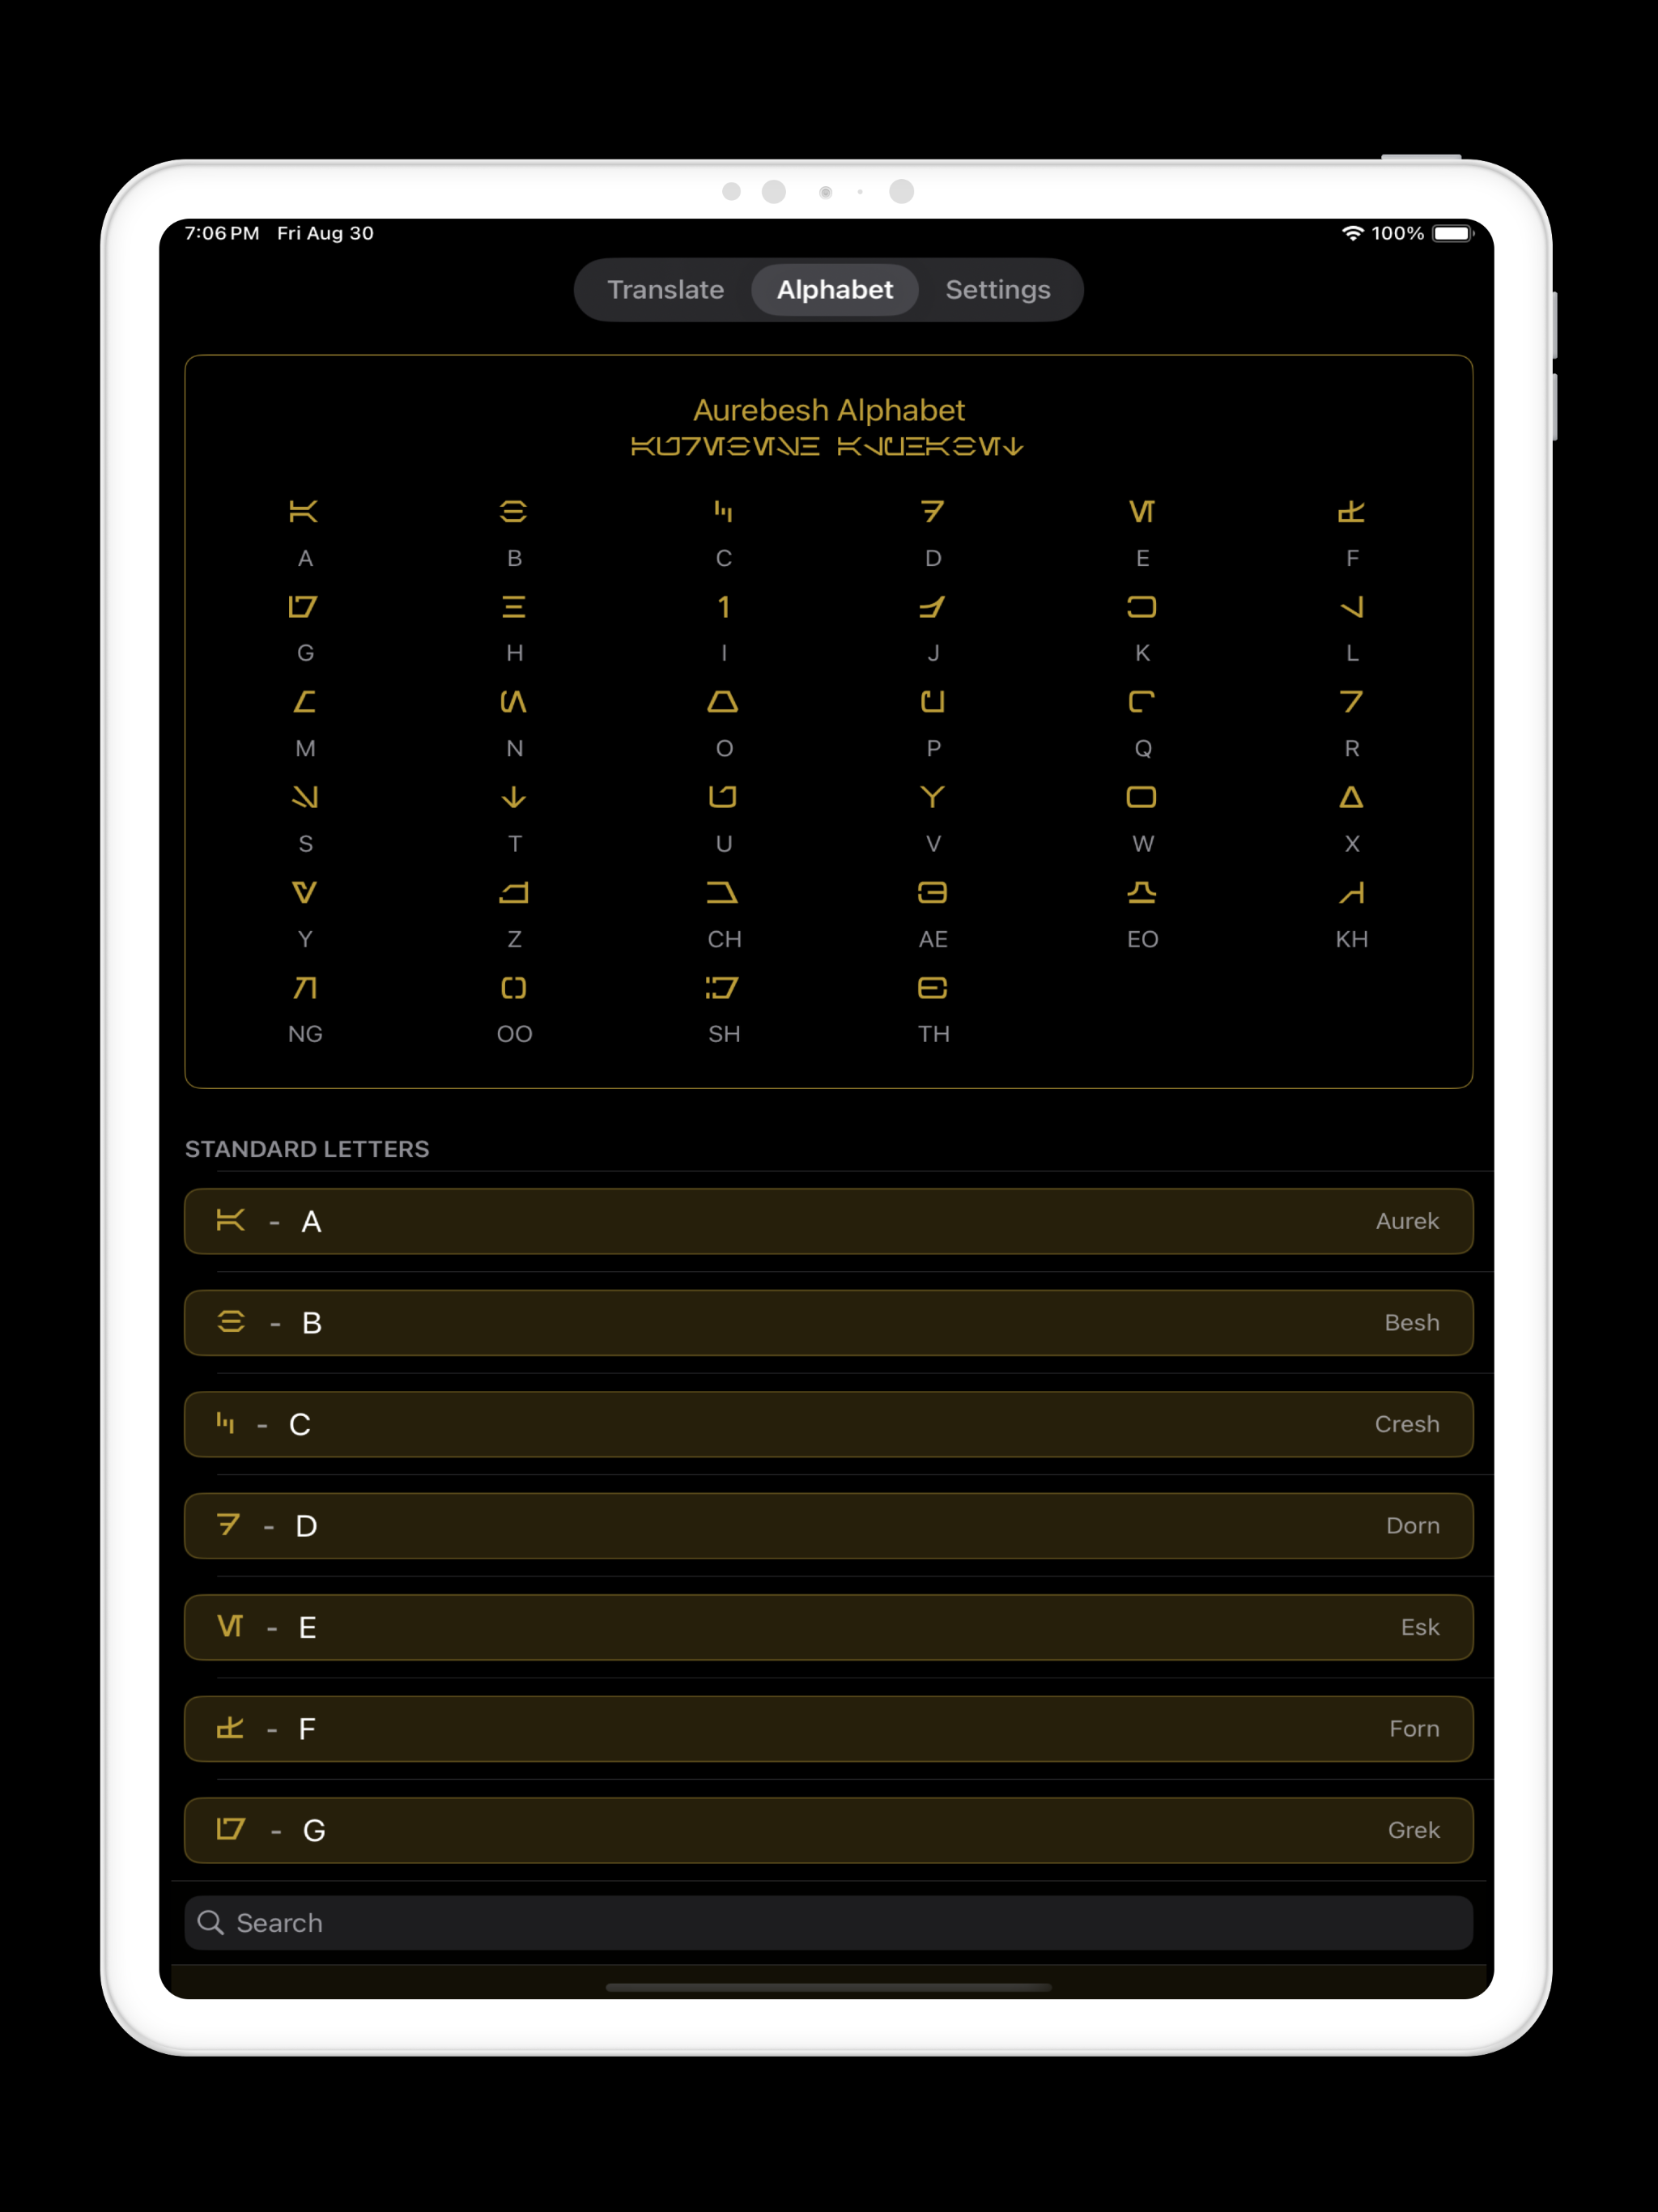 7:06 PM Fri Aug 30 100%
Translate Alphabet Settings
Aurebesh Alphabet
A B C D E F
G H I J K L
M N O P Q R
S T U V W X
Y Z CH AE EO KH
NG OO SH TH
STANDARD LETTERS
- A Aurek
- B Besh
- C Cresh
- D Dorn
- E Esk
- F Forn
- G Grek
Search